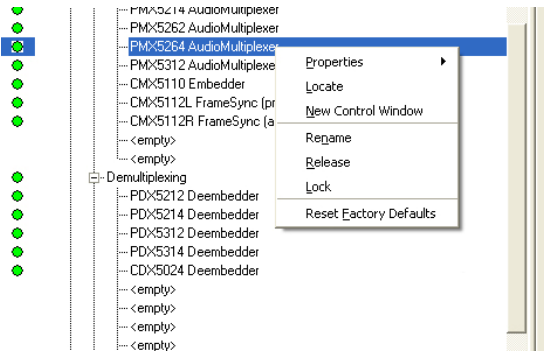 PMX5214 AudioMultiplexer
PMX5262 AudioMultiplexer
PMX5264 AudioMultiplexer
PMX5312 AudioMultiplexe
CMX5110 Embedder
CMX5112L FrameSync (pr
CMX5112R FrameSync (a
<empty>
<empty>
Demultiplexing
PDX5212 Deembedder
PDX5214 Deembedder
PDX5312 Deembedder
PDX5314 Deembedder
CDX5024 Deembedder
<empty>
<empty>
<empty>
<empty>
Properties
Locate
New Control Window
Rename
Release
Lock
Reset Factory Defaults